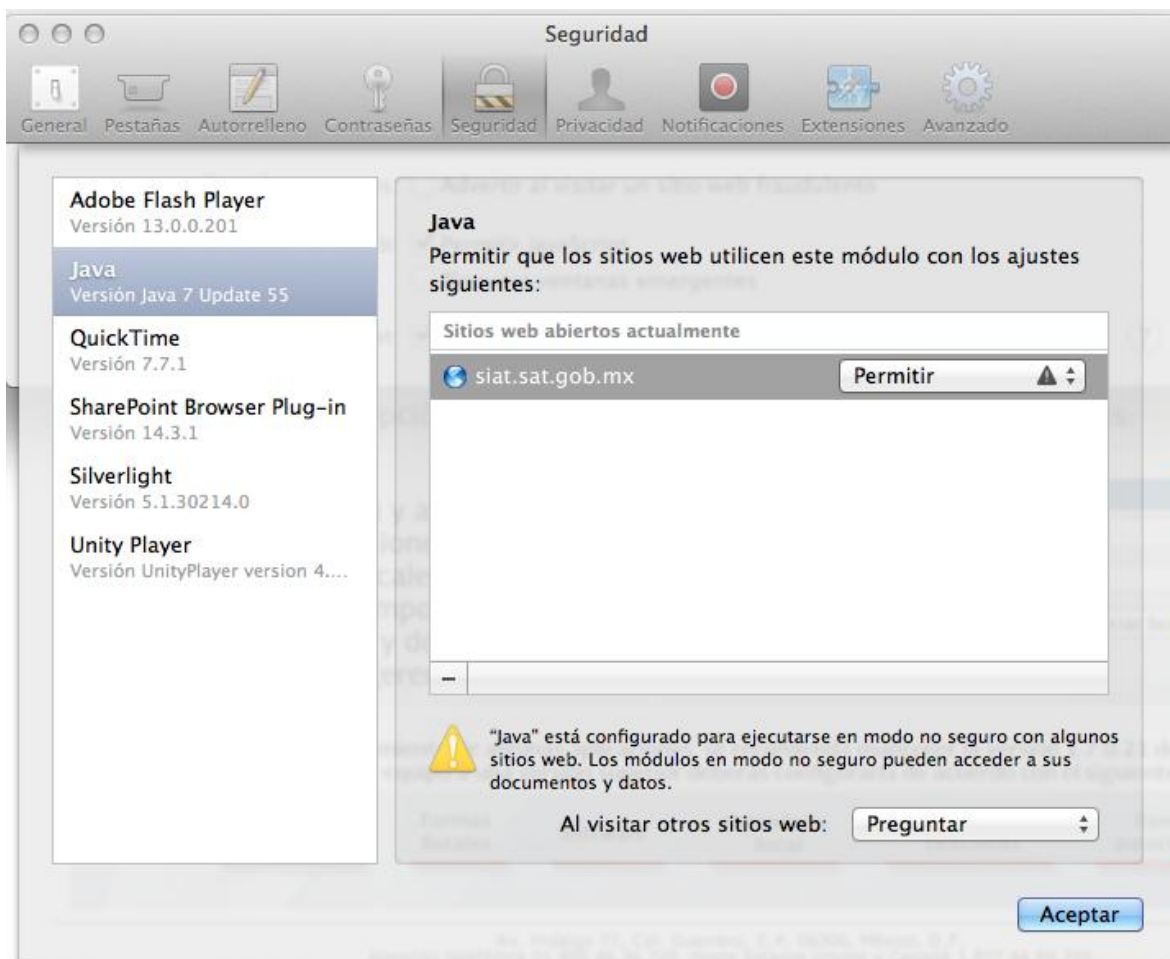 Seguridad
General Pestañas Autorrelleno Contraseñas Seguridad Privacidad Notificaciones Extensiones Avanzado
Adobe Flash Player
Versión 13.0.0.201
Java
Versión Java 7 Update 55
QuickTime
Versión 7.7.1
SharePoint Browser Plug-in
Versión 14.3.1
Silverlight
Versión 5.1.30214.0
Unity Player
Versión UnityPlayer version 4....
Java
Permitir que los sitios web utilicen este módulo con los ajustes
siguientes:
Sitios web abiertos actualmente
siat.sat.gob.mx Permitir
"Java" está configurado para ejecutarse en modo no seguro con algunos
sitios web. Los módulos en modo no seguro pueden acceder a sus
documentos y datos.
Al visitar otros sitios web: Preguntar
Aceptar